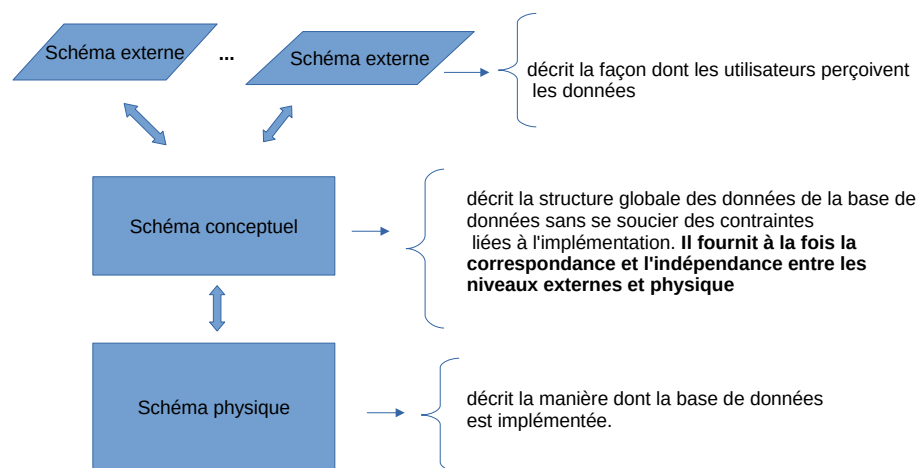 Schéma externe
...
Schéma externe
décrit la façon dont les utilisateurs perçoivent
les données
Schéma conceptuel
décrit la structure globale des données de la base de
données sans se soucier des contraintes
liées à l'implémentation. Il fournit à la fois la
correspondance et l'indépendance entre les
niveaux externes et physique
Schéma physique
décrit la manière dont la base de données
est implémentée.